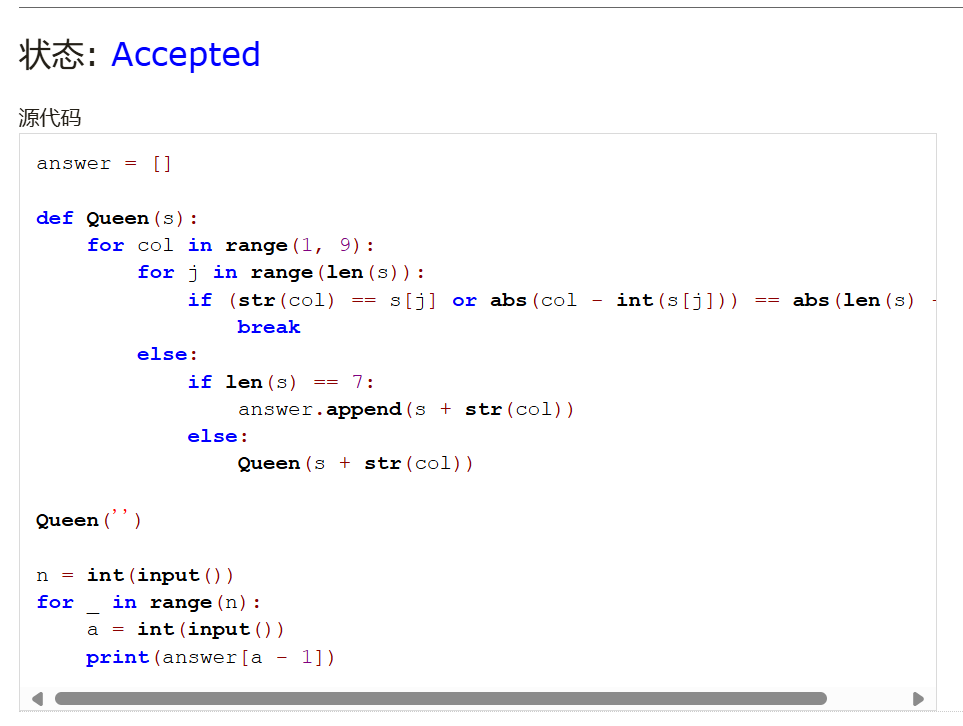 状态: Accepted
源代码
answer = []
def Queen(s):
    for col in range(1, 9):
        for j in range(len(s)):
            if (str(col) == s[j] or abs(col - int(s[j])) == abs(len(s) -
                break
        else:
            if len(s) == 7:
                answer.append(s + str(col))
            else:
                Queen(s + str(col))
Queen('')
n = int(input())
for _ in range(n):
    a = int(input())
    print(answer[a - 1])